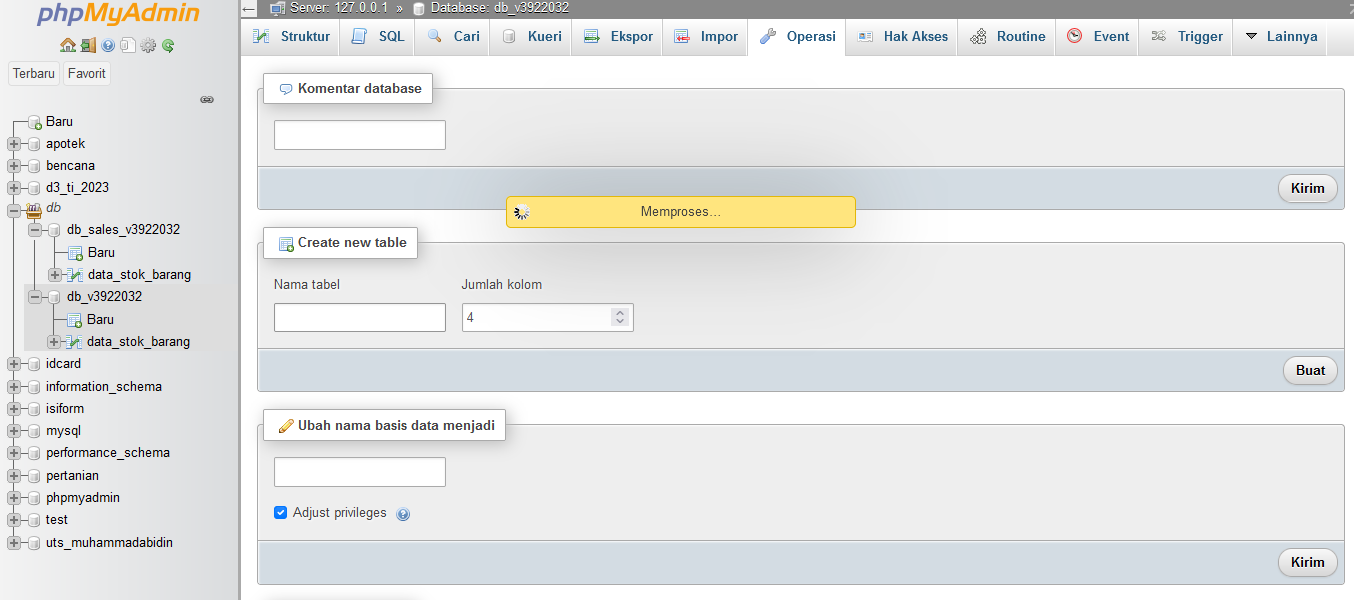 phpMyAdmin
Terbaru Favorit
Baru
apotek
bencana
d3_ti_2023
db
db_sales_v3922032
Baru
data_stok_barang
db_v3922032
Baru
data_stok_barang
idcard
information_schema
isiform
mysql
performance_schema
pertanian
phpmyadmin
test
uts_muhammadabidin
Server: 127.0.0.1 » Database: db_v3922032
Struktur SQL Cari Kueri Ekspor Impor Operasi Hak Akses Routine Event Trigger Lainnya
Komentar database
Kirim
Memproses...
Create new table
Nama tabel Jumlah kolom
4
Buat
Ubah nama basis data menjadi
Adjust privileges
Kirim